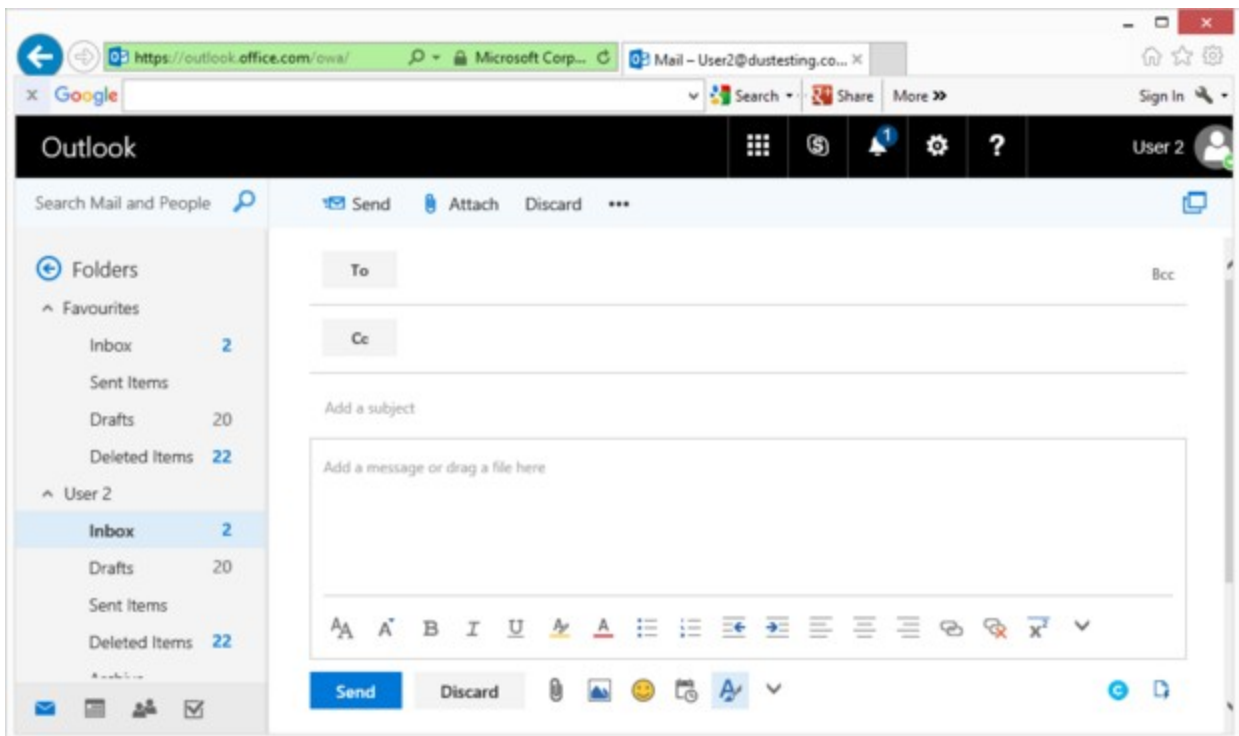 https://outlook.office.com/owa/ Microsoft Corp... Mail – User2@dustesting.co...
x Google Search Share More » Sign In
Outlook 1 ? User 2
Search Mail and People Send Attach Discard •••
Folders
To Bcc
Favourites
Inbox 2
Cc
Sent Items
Add a subject
Drafts 20
Deleted Items 22
Add a message or drag a file here
User 2
Inbox 2
Drafts 20
Sent Items
B I U x²
Deleted Items 22
Send Discard